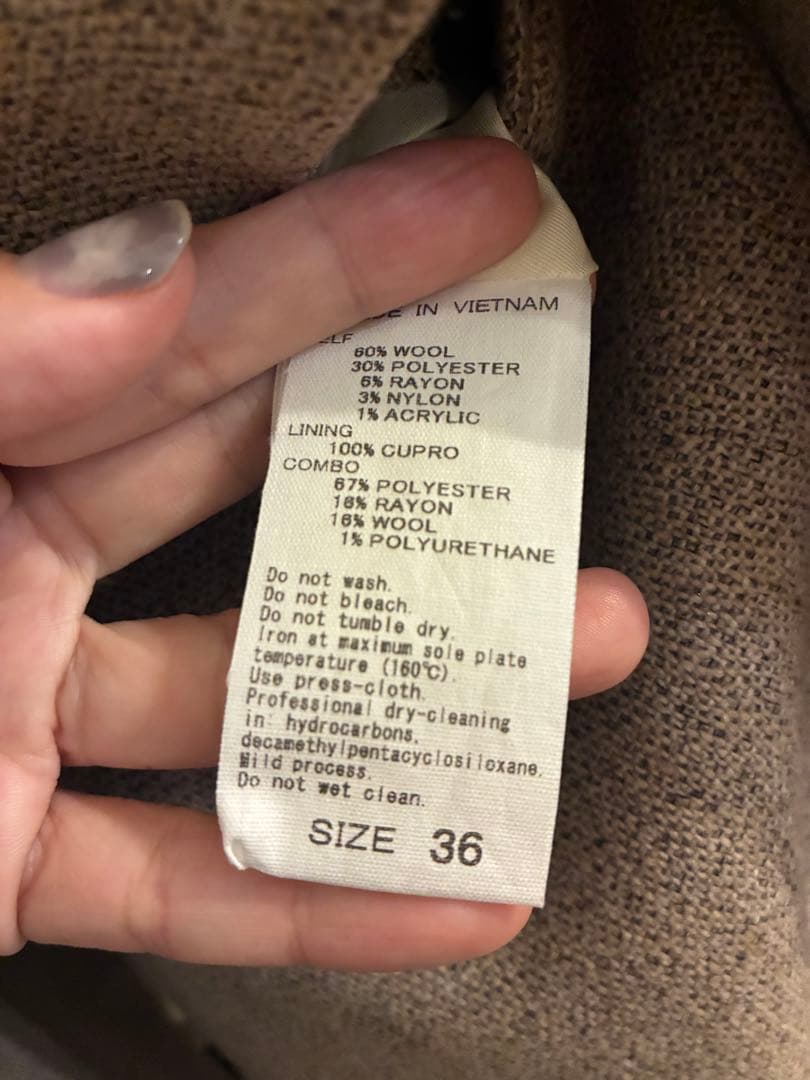 DE IN VIETNAM
ELF
60% WOOL
30% POLYESTER
6% RAYON
3% NYLON
1% ACRYLIC
LINING
100% CUPRO
COMBO
67% POLYESTER
16% RAYON
16% WOOL
1% POLYURETHANE
Do not wash.
Do not bleach.
Do not tumble dry.
Iron at maximum sole plate
temperature (160℃).
Use press-cloth.
Professional dry-cleaning
in: hydrocarbons,
decamethylpentacyclosiloxane.
Mild process.
Do not wet clean.
SIZE 36